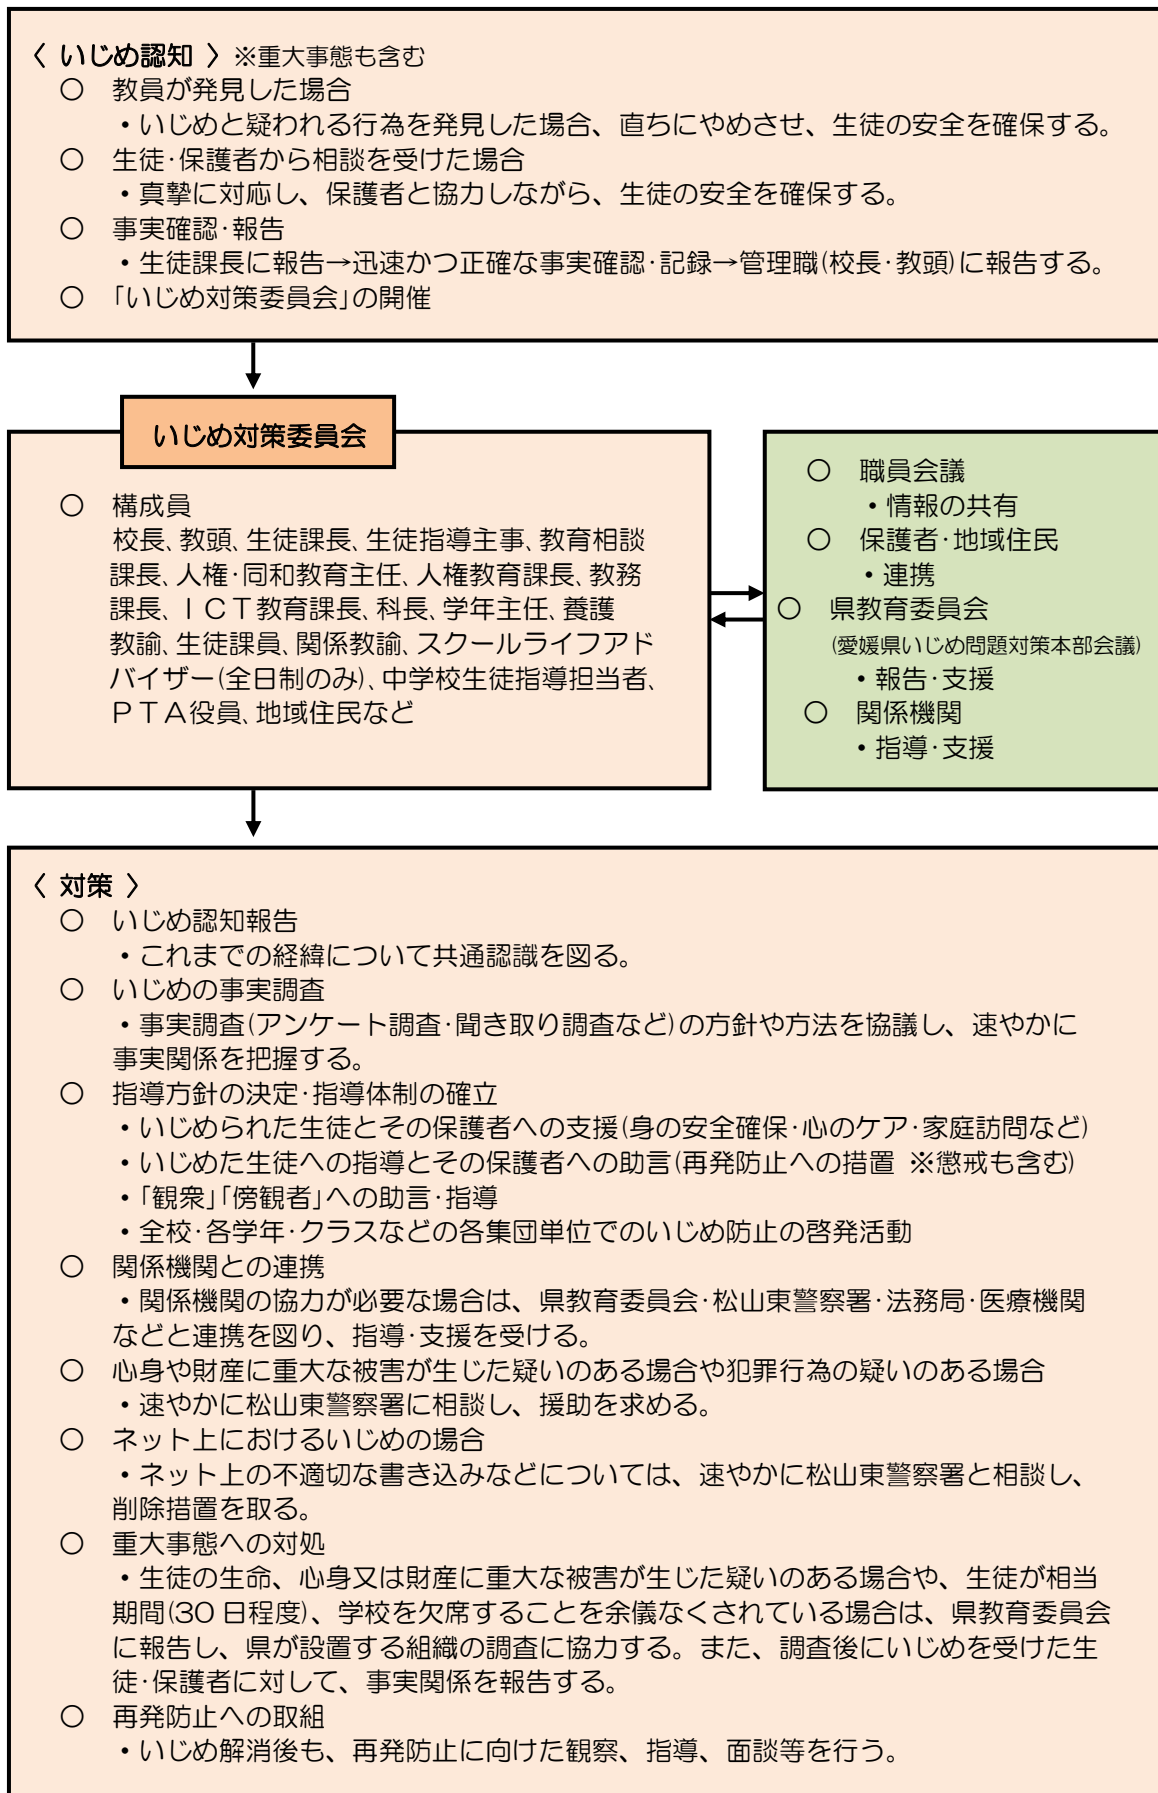 〈 いじめ認知 〉※重大事態も含む
○ 教員が発見した場合
・いじめと疑われる行為を発見した場合、直ちにやめさせ、生徒の安全を確保する。
○ 生徒・保護者から相談を受けた場合
・真摯に対応し、保護者と協力しながら、生徒の安全を確保する。
○ 事実確認・報告
・生徒課長に報告→迅速かつ正確な事実確認・記録→管理職(校長・教頭)に報告する。
○ 「いじめ対策委員会」の開催
いじめ対策委員会
○ 構成員
校長、教頭、生徒課長、生徒指導主事、教育相談
課長、人権・同和教育主任、人権教育課長、教務
課長、ＩＣＴ教育課長、科長、学年主任、養護
教諭、生徒課員、関係教諭、スクールライフアド
バイザー(全日制のみ)、中学校生徒指導担当者、
ＰＴＡ役員、地域住民など
○ 職員会議
・情報の共有
○ 保護者・地域住民
・連携
○ 県教育委員会
(愛媛県いじめ問題対策本部会議)
・報告・支援
○ 関係機関
・指導・支援
〈 対策 〉
○ いじめ認知報告
・これまでの経緯について共通認識を図る。
○ いじめの事実調査
・事実調査(アンケート調査・聞き取り調査など)の方針や方法を協議し、速やかに
事実関係を把握する。
○ 指導方針の決定・指導体制の確立
・いじめられた生徒とその保護者への支援(身の安全確保・心のケア・家庭訪問など)
・いじめた生徒への指導とその保護者への助言(再発防止への措置 ※懲戒も含む)
・「観衆」「傍観者」への助言・指導
・全校・各学年・クラスなどの各集団単位でのいじめ防止の啓発活動
○ 関係機関との連携
・関係機関の協力が必要な場合は、県教育委員会・松山東警察署・法務局・医療機関
などと連携を図り、指導・支援を受ける。
○ 心身や財産に重大な被害が生じた疑いのある場合や犯罪行為の疑いのある場合
・速やかに松山東警察署に相談し、援助を求める。
○ ネット上におけるいじめの場合
・ネット上の不適切な書き込みなどについては、速やかに松山東警察署と相談し、
削除措置を取る。
○ 重大事態への対処
・生徒の生命、心身又は財産に重大な被害が生じた疑いのある場合や、生徒が相当
期間(30 日程度)、学校を欠席することを余儀なくされている場合は、県教育委員会
に報告し、県が設置する組織の調査に協力する。また、調査後にいじめを受けた生
徒・保護者に対して、事実関係を報告する。
○ 再発防止への取組
・いじめ解消後も、再発防止に向けた観察、指導、面談等を行う。